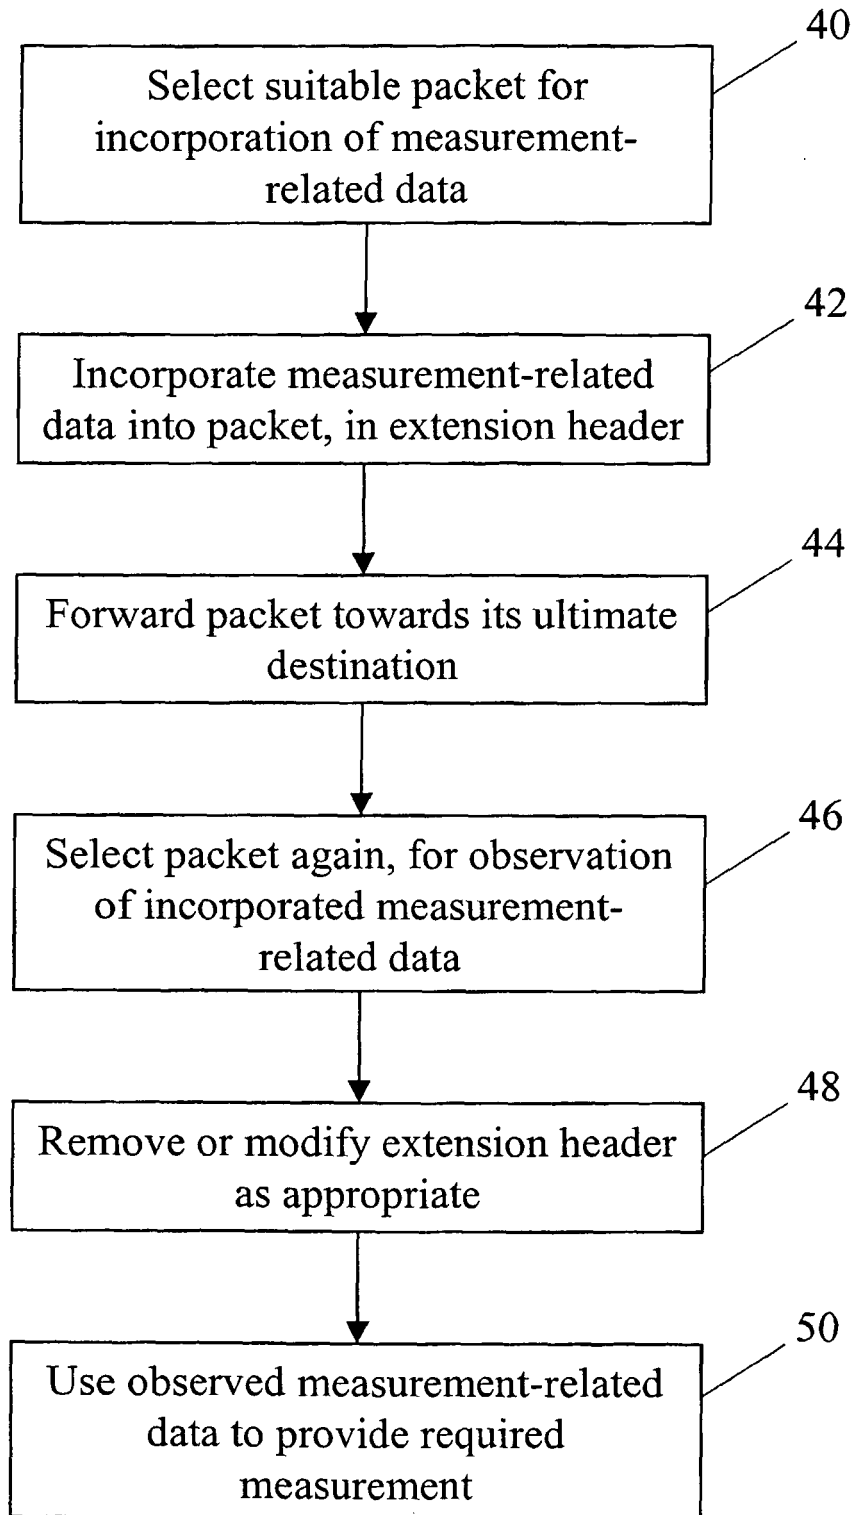 40
Select suitable packet for
incorporation of measurement-
related data
42
Incorporate measurement-related
data into packet, in extension header
44
Forward packet towards its ultimate
destination
46
Select packet again, for observation
of incorporated measurement-
related data
48
Remove or modify extension header
as appropriate
50
Use observed measurement-related
data to provide required
measurement